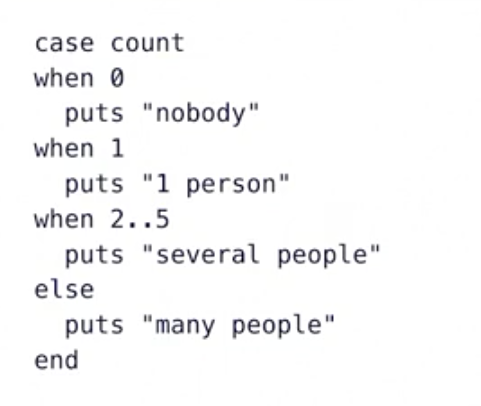 case count
when 0
  puts "nobody"
when 1
  puts "1 person"
when 2..5
  puts "several people"
else
  puts "many people"
end